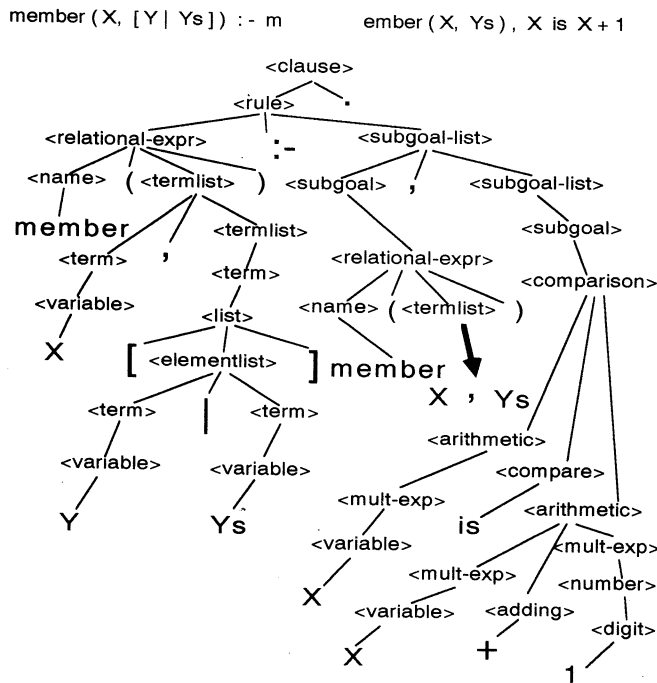 member(X, [Y| Ys]) :- m ember(X, Ys), X is X+1
<clause>
<rule> .
<relational-expr> :- <subgoal-list>
<name> ( <termlist> ) <subgoal> , <subgoal-list>
member <termlist> <subgoal>
<term> , <relational-expr>
<term> <comparison>
<variable> <list> <name> ( <termlist> )
X [ <elementlist> ] member
X , Ys
<term> | <term>
<arithmetic>
<variable> <variable> <compare>
<mult-exp> <arithmetic>
Y Ys is
<variable> <mult-exp>
<mult-exp> <number>
X <variable> <adding>
<digit>
X + 1